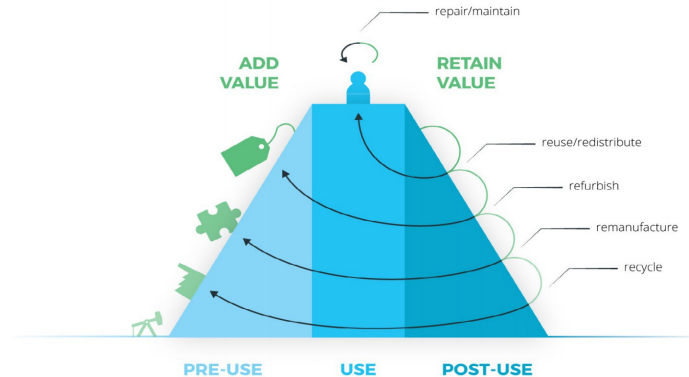 repair/maintain
ADD
VALUE
RETAIN
VALUE
reuse/redistribute
refurbish
remanufacture
recycle
PRE-USE
USE
POST-USE